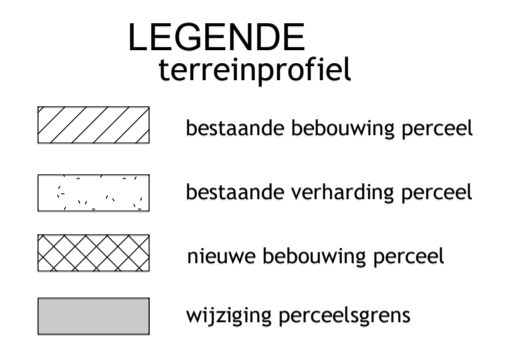 LEGENDE
terreinprofiel
bestaande bebouwing perceel
bestaande verharding perceel
nieuwe bebouwing perceel
wijziging perceelsgrens